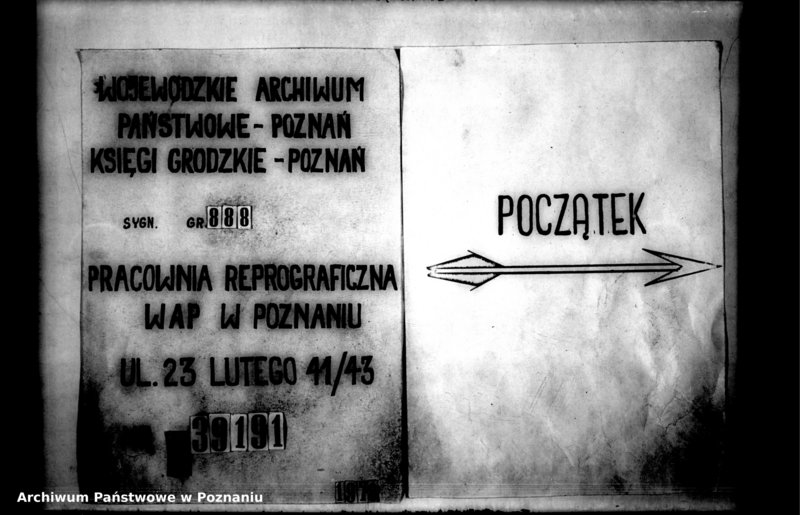 WOJEWÓDZKIE ARCHIWUM
PAŃSTWOWE - POZNAŃ
KSIĘGI GRODZKIE - POZNAŃ
SYGN. GR. 888
PRACOWNIA REPROGRAFICZNA
WAP W POZNANIU
UL. 23 LUTEGO 41/43
39191
POCZĄTEK
Archiwum Państwowe w Poznaniu